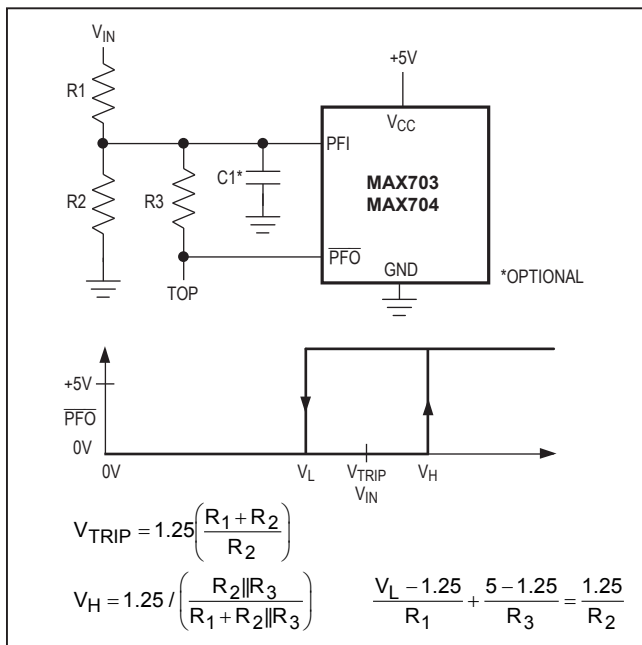 V_IN
+5V
R1
V_CC
PFI
C1*
MAX703
MAX704
R2
R3
P̅F̅O̅
GND
*OPTIONAL
TOP
+5V
P̅F̅O̅
0V
0V
V_L
V_TRIP
V_H
V_IN
V_TRIP = 1.25((R_1 + R_2)/R_2)
V_H = 1.25 / ((R_2||R_3)/(R_1 + R_2||R_3))
(V_L − 1.25)/R_1 + (5 − 1.25)/R_3 = 1.25/R_2